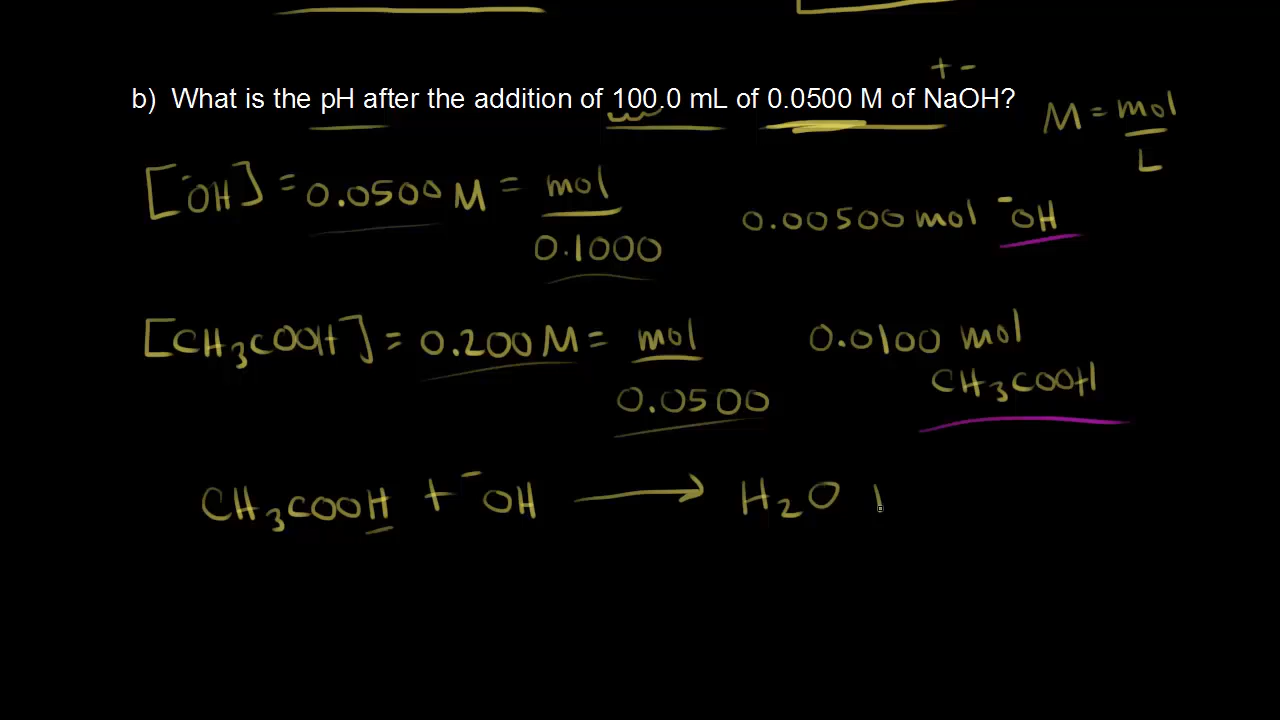 b) What is the pH after the addition of 100.0 mL of 0.0500 M of NaOH?
+ -
M = mol/L
[⁻OH] = 0.0500 M = mol/0.1000
0.00500 mol ⁻OH
[CH₃COOH] = 0.200 M = mol/0.0500
0.0100 mol
CH₃COOH
CH₃COOH + ⁻OH ⟶ H₂O